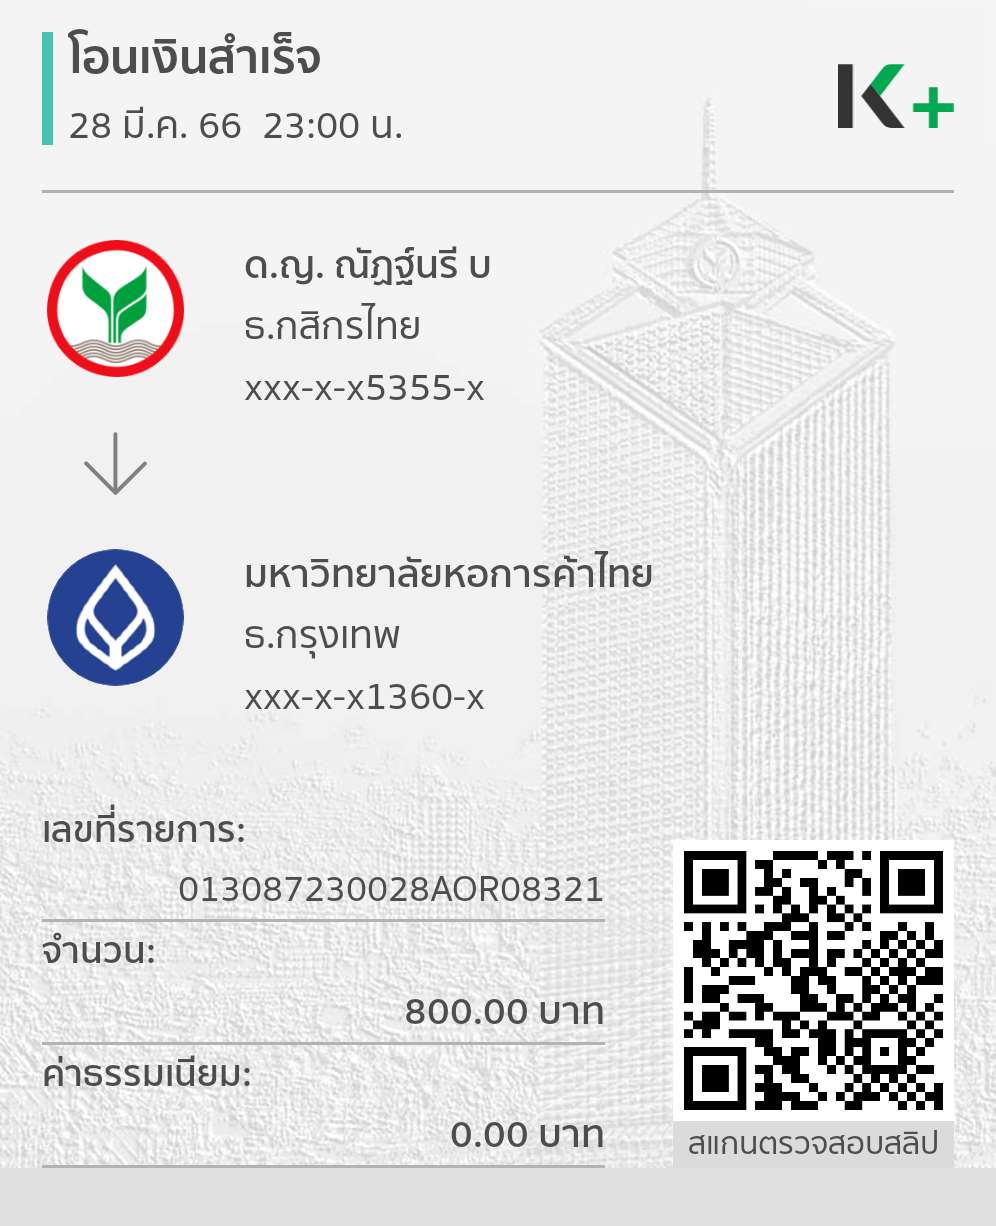 โอนเงินสำเร็จ
28 มี.ค. 66 23:00 น.
K+
ด.ญ. ณัฏฐ์นรี บ
ธ.กสิกรไทย
xxx-x-x5355-x
มหาวิทยาลัยหอการค้าไทย
ธ.กรุงเทพ
xxx-x-x1360-x
เลขที่รายการ:
013087230028AOR08321
จำนวน:
800.00 บาท
ค่าธรรมเนียม:
0.00 บาท
สแกนตรวจสอบสลิป